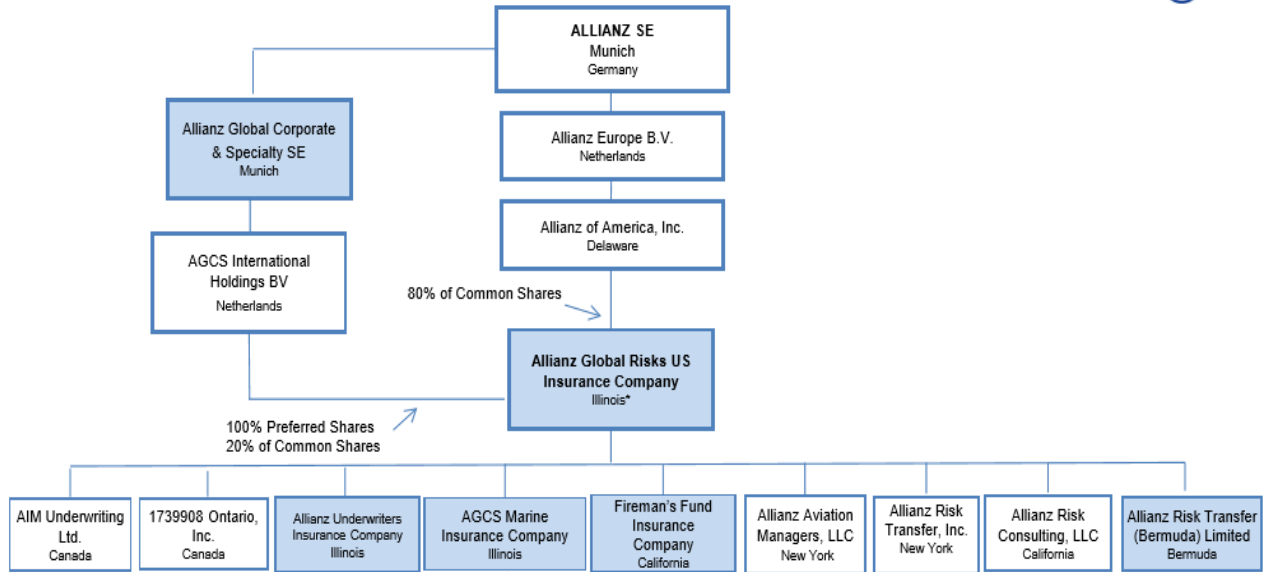 ALLIANZ SE
Munich
Germany
Allianz Global Corporate
& Specialty SE
Munich
Allianz Europe B.V.
Netherlands
Allianz of America, Inc.
Delaware
AGCS International
Holdings BV
Netherlands
80% of Common Shares
Allianz Global Risks US
Insurance Company
Illinois*
100% Preferred Shares
20% of Common Shares
AIM Underwriting
Ltd.
Canada
1739908 Ontario,
Inc.
Canada
Allianz Underwriters
Insurance Company
Illinois
AGCS Marine
Insurance Company
Illinois
Fireman's Fund
Insurance
Company
California
Allianz Aviation
Managers, LLC
New York
Allianz Risk
Transfer, Inc.
New York
Allianz Risk
Consulting, LLC
California
Allianz Risk Transfer
(Bermuda) Limited
Bermuda